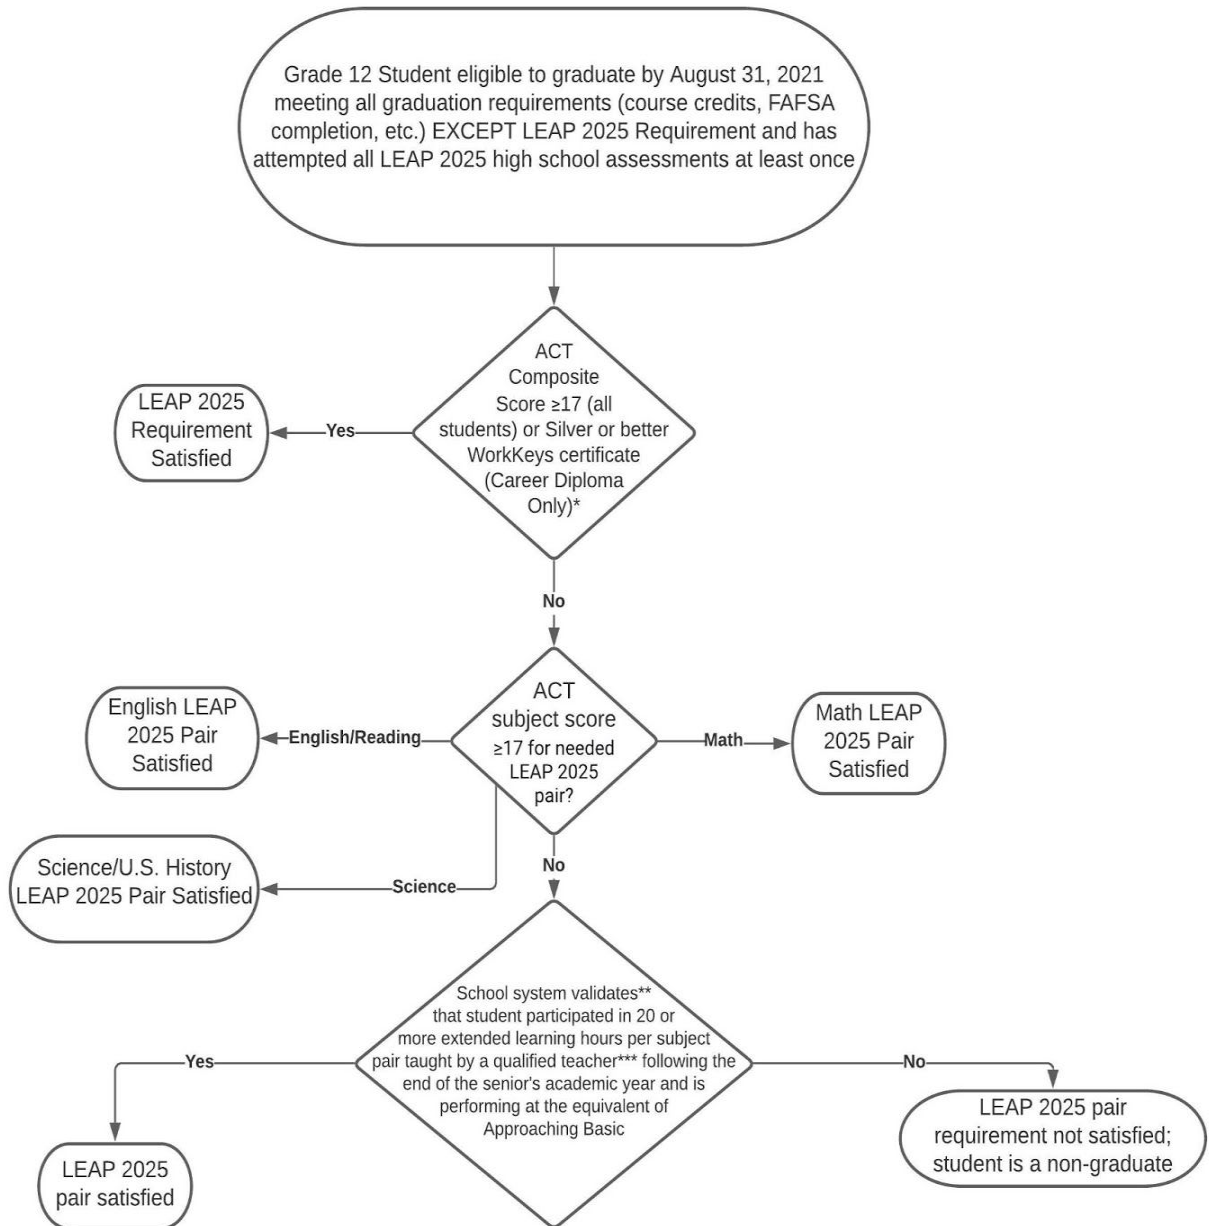 Grade 12 Student eligible to graduate by August 31, 2021
meeting all graduation requirements (course credits, FAFSA
completion, etc.) EXCEPT LEAP 2025 Requirement and has
attempted all LEAP 2025 high school assessments at least once
ACT
Composite
Score ≥17 (all
students) or Silver or better
WorkKeys certificate
(Career Diploma
Only)*
Yes
LEAP 2025
Requirement
Satisfied
No
ACT
subject score
≥17 for needed
LEAP 2025
pair?
English/Reading
English LEAP
2025 Pair
Satisfied
Math
Math LEAP
2025 Pair
Satisfied
Science
Science/U.S. History
LEAP 2025 Pair Satisfied
No
School system validates**
that student participated in 20 or
more extended learning hours per subject
pair taught by a qualified teacher*** following the
end of the senior's academic year and is
performing at the equivalent of
Approaching Basic
Yes
LEAP 2025
pair satisfied
No
LEAP 2025 pair
requirement not satisfied;
student is a non-graduate